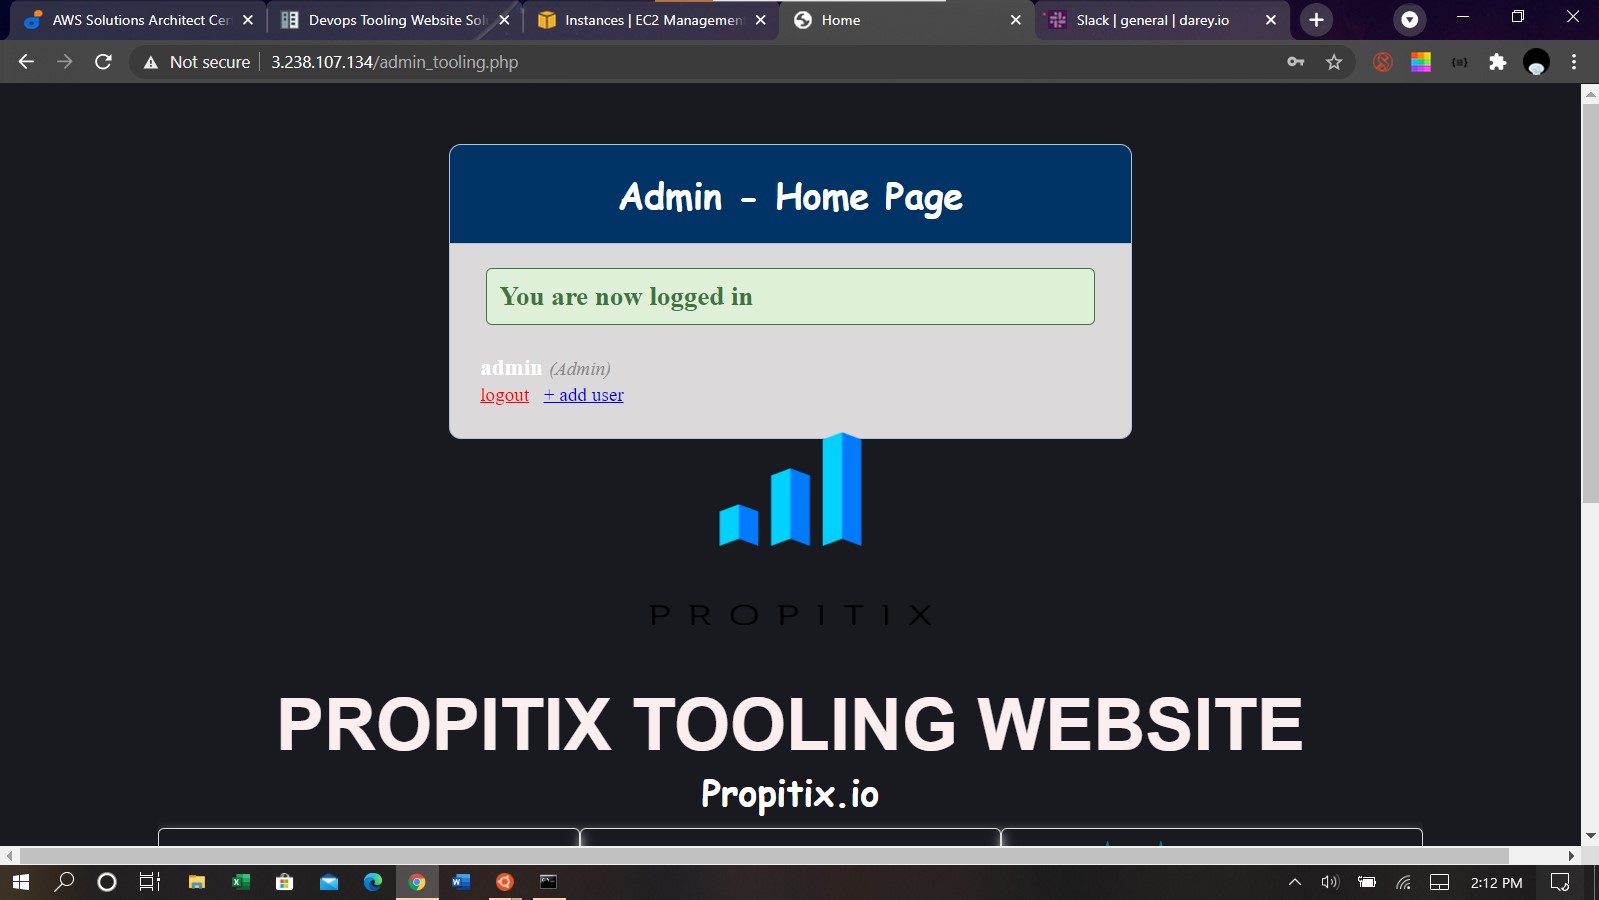 AWS Solutions Architect Cer
Devops Tooling Website Sol
Instances | EC2 Managemen
Home
Slack | general | darey.io
Not secure
3.238.107.134/admin_tooling.php
Admin - Home Page
You are now logged in
admin (Admin)
logout + add user
PROPITIX
PROPITIX TOOLING WEBSITE
Propitix.io
2:12 PM